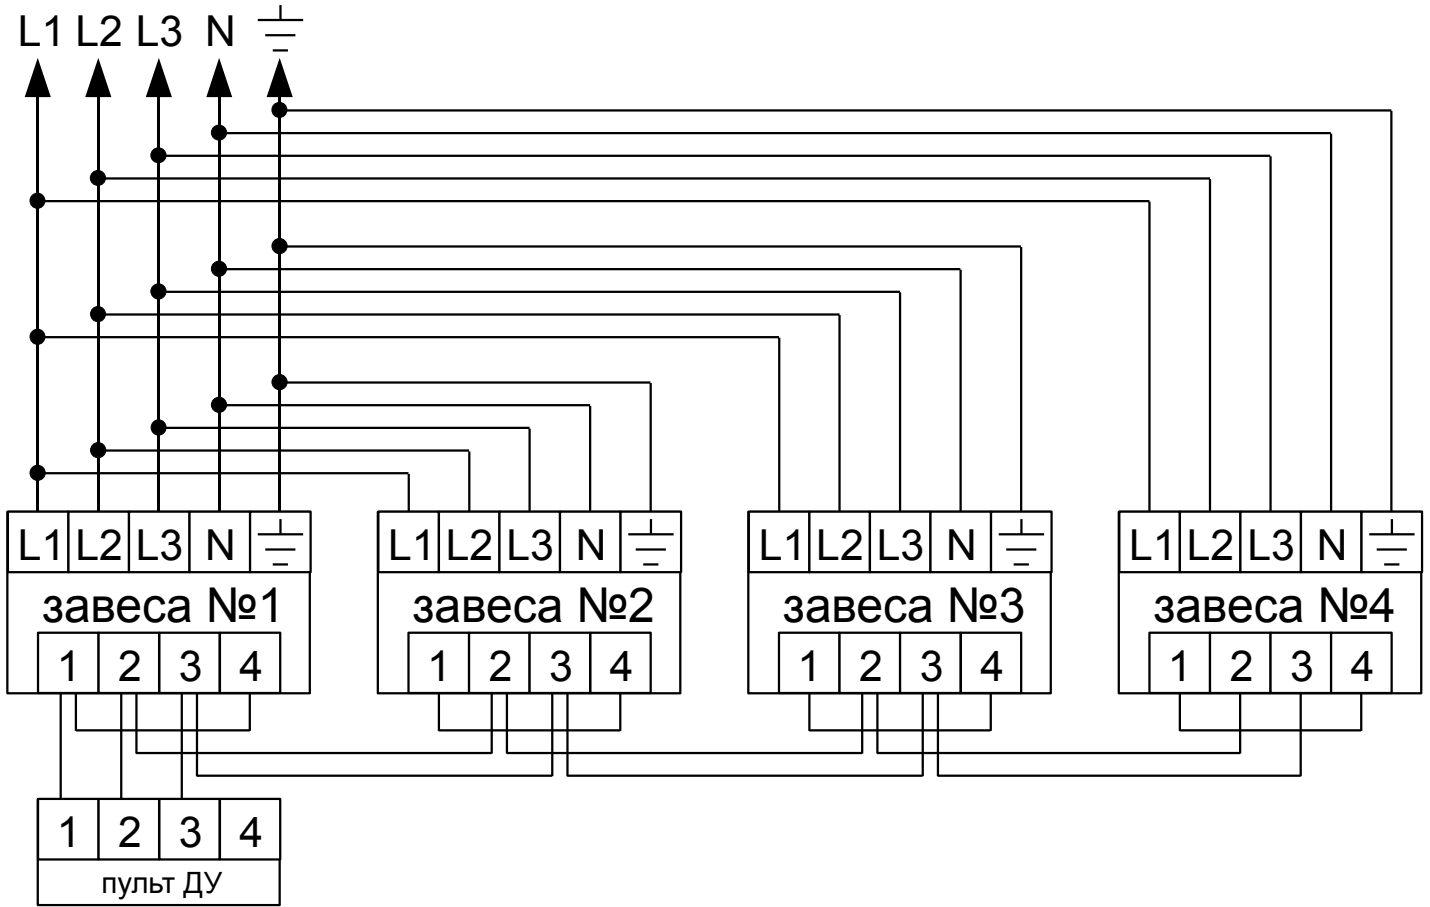 L1 L2 L3 N
L1 L2 L3 N L1 L2 L3 N L1 L2 L3 N L1 L2 L3 N
завеса №1 завеса №2 завеса №3 завеса №4
1 2 3 4 1 2 3 4 1 2 3 4 1 2 3 4
1 2 3 4
пульт ДУ